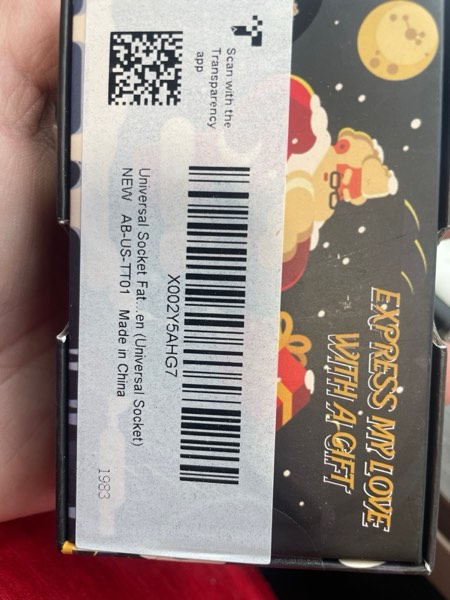 Scan with the
Transparency
app
X002Y5AHG7
Universal Socket Fat...en (Universal Socket)
NEW AB-US-TT01 Made in China
1983
EXPRESS MY LOVE
WITH A GIFT